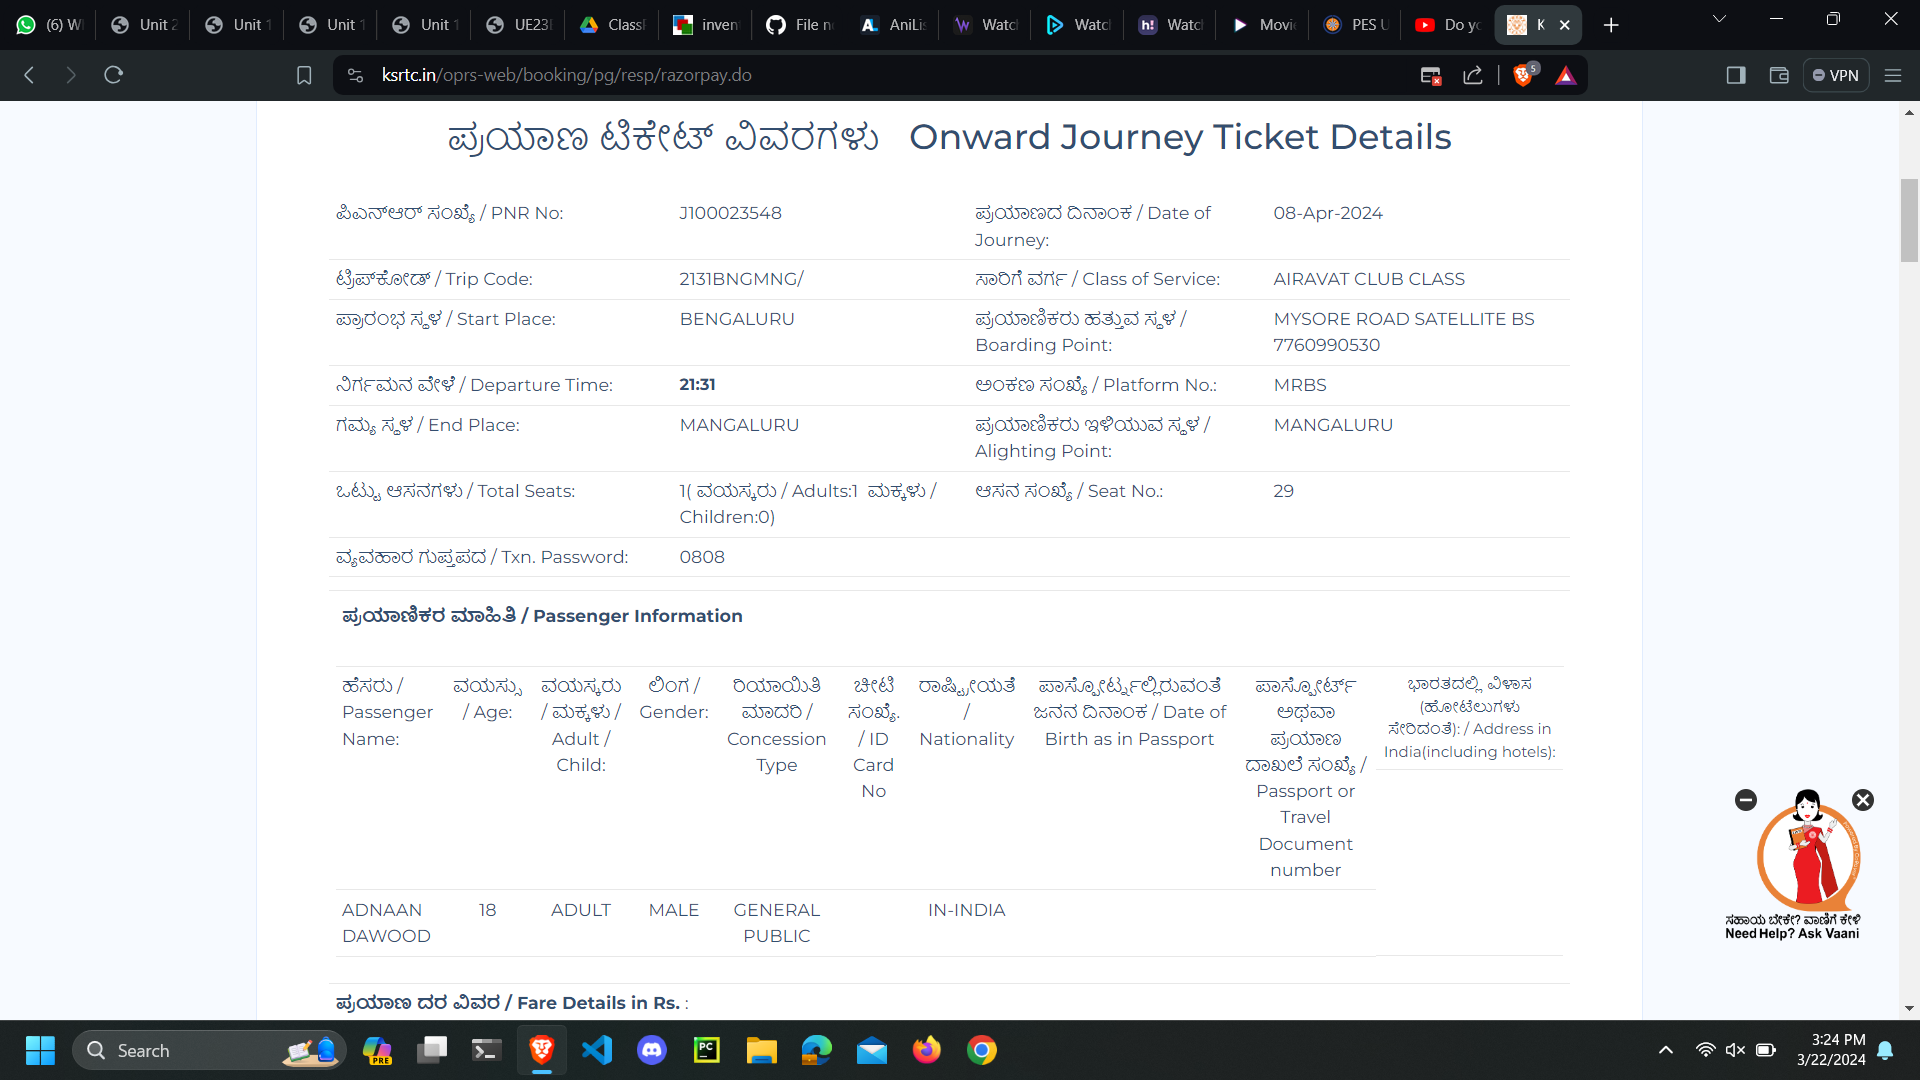 (6) W
Unit 2
Unit 1
Unit 1
Unit 1
UE23
Class
inven
File n
AniLis
Watch
Watch
Watch
Movie
PES U
Do yo
K
ksrtc.in/oprs-web/booking/pg/resp/razorpay.do
5
VPN
ಪ್ರಯಾಣ ಟಿಕೇಟ್ ವಿವರಗಳು Onward Journey Ticket Details
ಪಿಎನ್ಆರ್ ಸಂಖ್ಯೆ / PNR No: J100023548 ಪ್ರಯಾಣದ ದಿನಾಂಕ / Date of 08-Apr-2024
Journey:
ಟ್ರಿಪ್‌ಕೋಡ್ / Trip Code: 2131BNGMNG/ ಸಾರಿಗೆ ವರ್ಗ / Class of Service: AIRAVAT CLUB CLASS
ಪ್ರಾರಂಭ ಸ್ಥಳ / Start Place: BENGALURU ಪ್ರಯಾಣಿಕರು ಹತ್ತುವ ಸ್ಥಳ / MYSORE ROAD SATELLITE BS
Boarding Point: 7760990530
ನಿರ್ಗಮನ ವೇಳೆ / Departure Time: 21:31 ಅಂಕಣ ಸಂಖ್ಯೆ / Platform No.: MRBS
ಗಮ್ಯ ಸ್ಥಳ / End Place: MANGALURU ಪ್ರಯಾಣಿಕರು ಇಳಿಯುವ ಸ್ಥಳ / MANGALURU
Alighting Point:
ಒಟ್ಟು ಆಸನಗಳು / Total Seats: 1( ವಯಸ್ಕರು / Adults:1 ಮಕ್ಕಳು / ಆಸನ ಸಂಖ್ಯೆ / Seat No.: 29
Children:0)
ವ್ಯವಹಾರ ಗುಪ್ತಪದ / Txn. Password: 0808
ಪ್ರಯಾಣಿಕರ ಮಾಹಿತಿ / Passenger Information
ಹೆಸರು /
Passenger
Name:
ವಯಸ್ಸು
/ Age:
ವಯಸ್ಕರು
/ ಮಕ್ಕಳು /
Adult /
Child:
ಲಿಂಗ /
Gender:
ರಿಯಾಯಿತಿ
ಮಾದರಿ /
Concession
Type
ಚೀಟಿ
ಸಂಖ್ಯೆ.
/ ID
Card
No
ರಾಷ್ಟ್ರೀಯತೆ
/
Nationality
ಪಾಸ್ಪೋರ್ಟ್ನಲ್ಲಿರುವಂತೆ
ಜನನ ದಿನಾಂಕ / Date of
Birth as in Passport
ಪಾಸ್ಪೋರ್ಟ್
ಅಥವಾ
ಪ್ರಯಾಣ
ದಾಖಲೆ ಸಂಖ್ಯೆ /
Passport or
Travel
Document
number
ಭಾರತದಲ್ಲಿ ವಿಳಾಸ
(ಹೋಟೆಲುಗಳು
ಸೇರಿದಂತೆ): / Address in
India(including hotels):
ADNAAN 18 ADULT MALE GENERAL IN-INDIA
DAWOOD PUBLIC
ಸಹಾಯ ಬೇಕೇ? ವಾಣಿಗೆ ಕೇಳಿ
Need Help? Ask Vaani
ಪ್ರಯಾಣ ದರ ವಿವರ / Fare Details in Rs. :
Search
PRE
PC
3:24 PM
3/22/2024